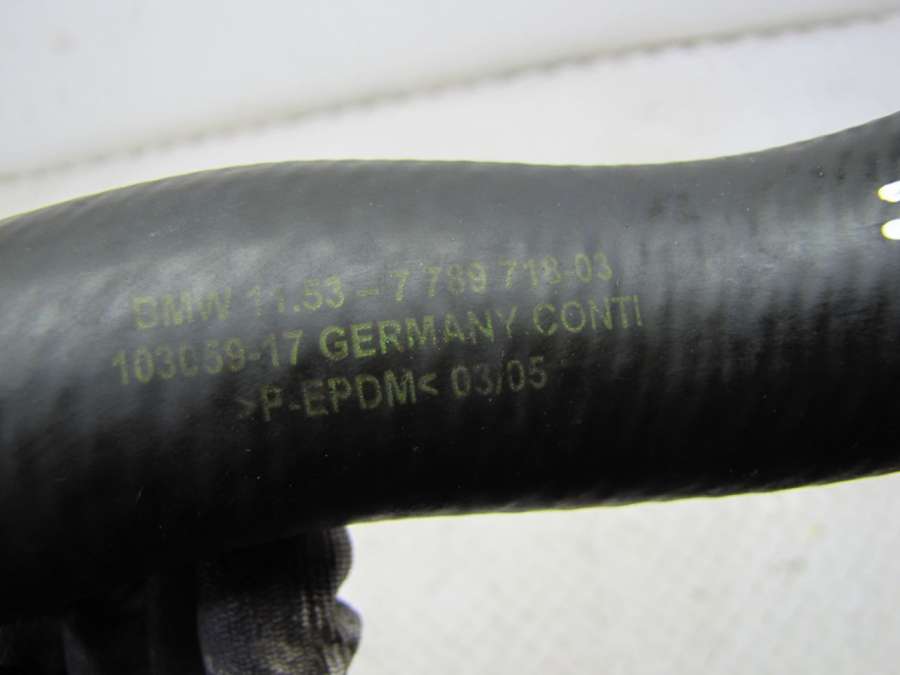 BMW 11.53 - 7 789 718-03
103059-17 GERMANY CONTI
>P-EPDM< 03/05